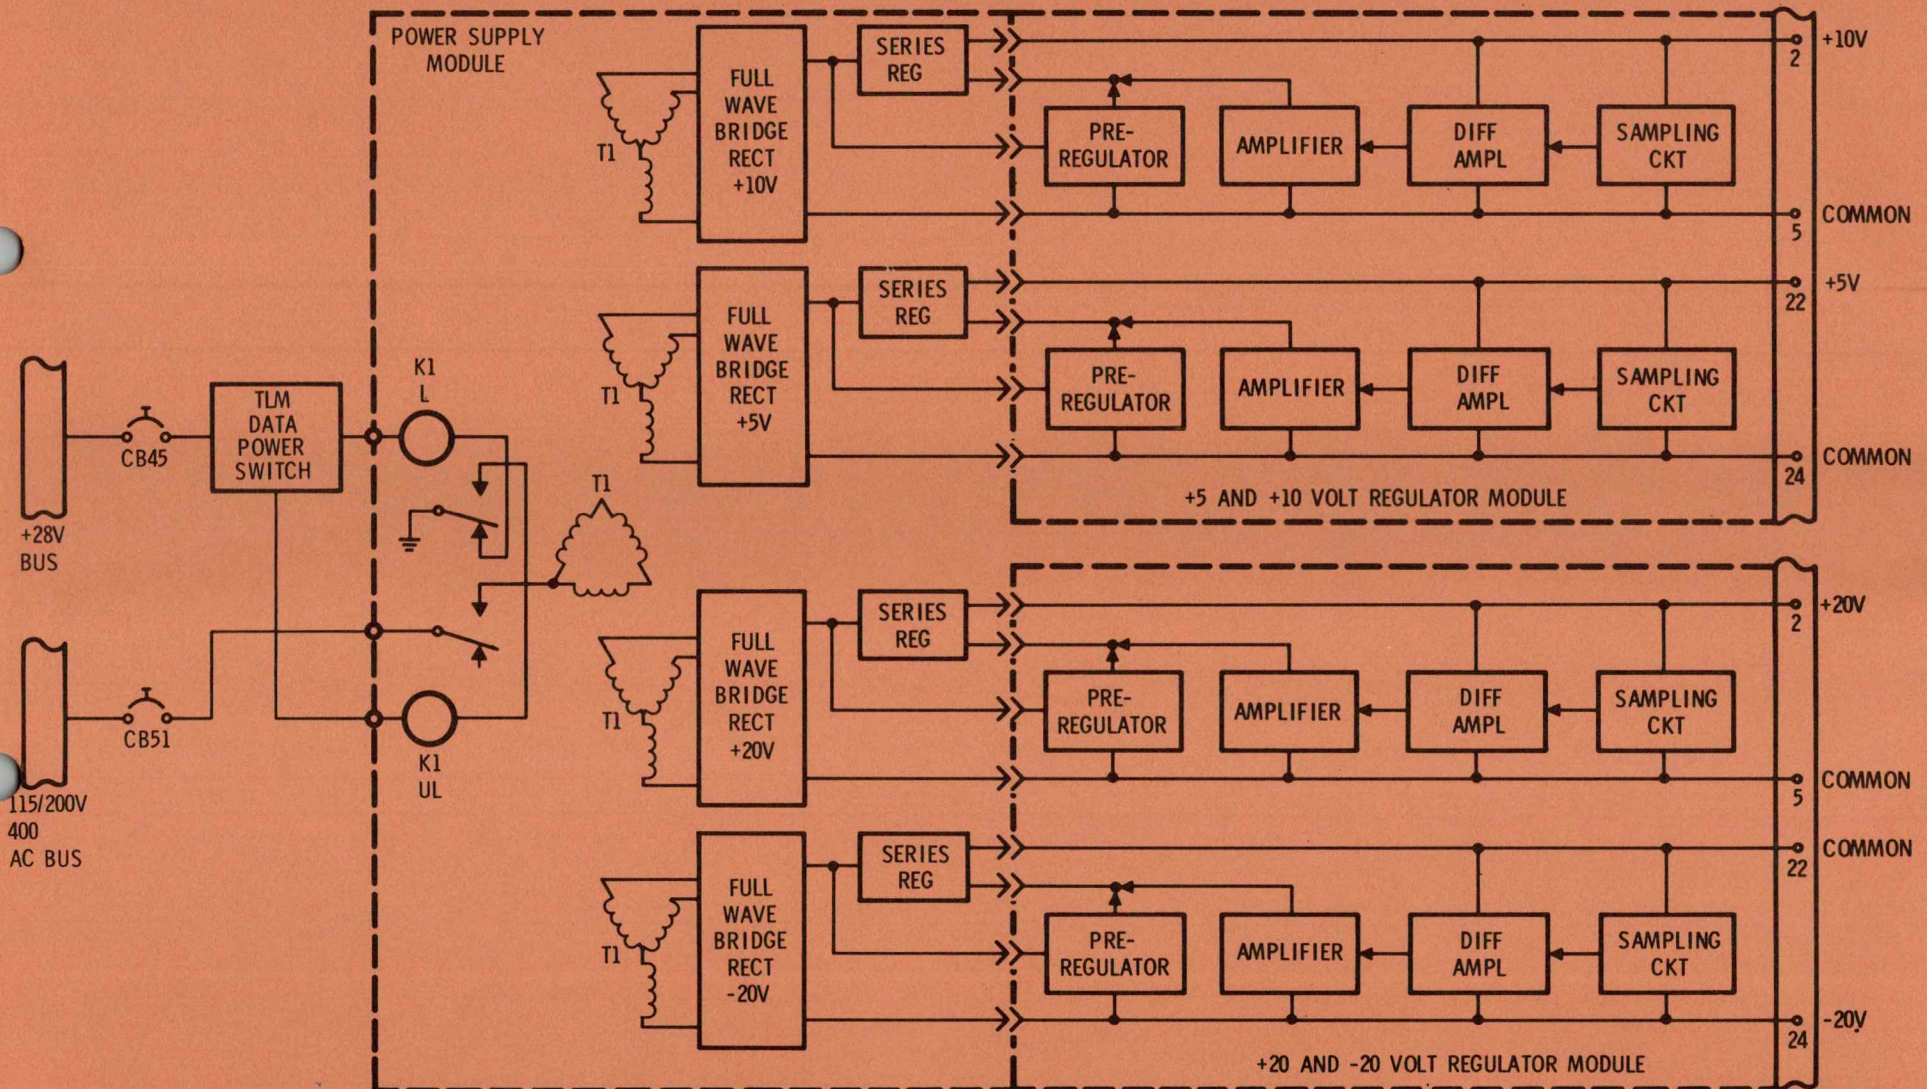 POWER SUPPLY
MODULE
+28V
BUS
CB45
TLM
DATA
POWER
SWITCH
K1
L
115/200V
400
AC BUS
CB51
K1
UL
T1
T1
FULL
WAVE
BRIDGE
RECT
+10V
SERIES
REG
PRE-
REGULATOR
AMPLIFIER
DIFF
AMPL
SAMPLING
CKT
2
+10V
5
COMMON
T1
FULL
WAVE
BRIDGE
RECT
+5V
SERIES
REG
PRE-
REGULATOR
AMPLIFIER
DIFF
AMPL
SAMPLING
CKT
22
+5V
24
COMMON
+5 AND +10 VOLT REGULATOR MODULE
T1
FULL
WAVE
BRIDGE
RECT
+20V
SERIES
REG
PRE-
REGULATOR
AMPLIFIER
DIFF
AMPL
SAMPLING
CKT
2
+20V
5
COMMON
T1
FULL
WAVE
BRIDGE
RECT
-20V
SERIES
REG
PRE-
REGULATOR
AMPLIFIER
DIFF
AMPL
SAMPLING
CKT
22
COMMON
24
-20V
+20 AND -20 VOLT REGULATOR MODULE